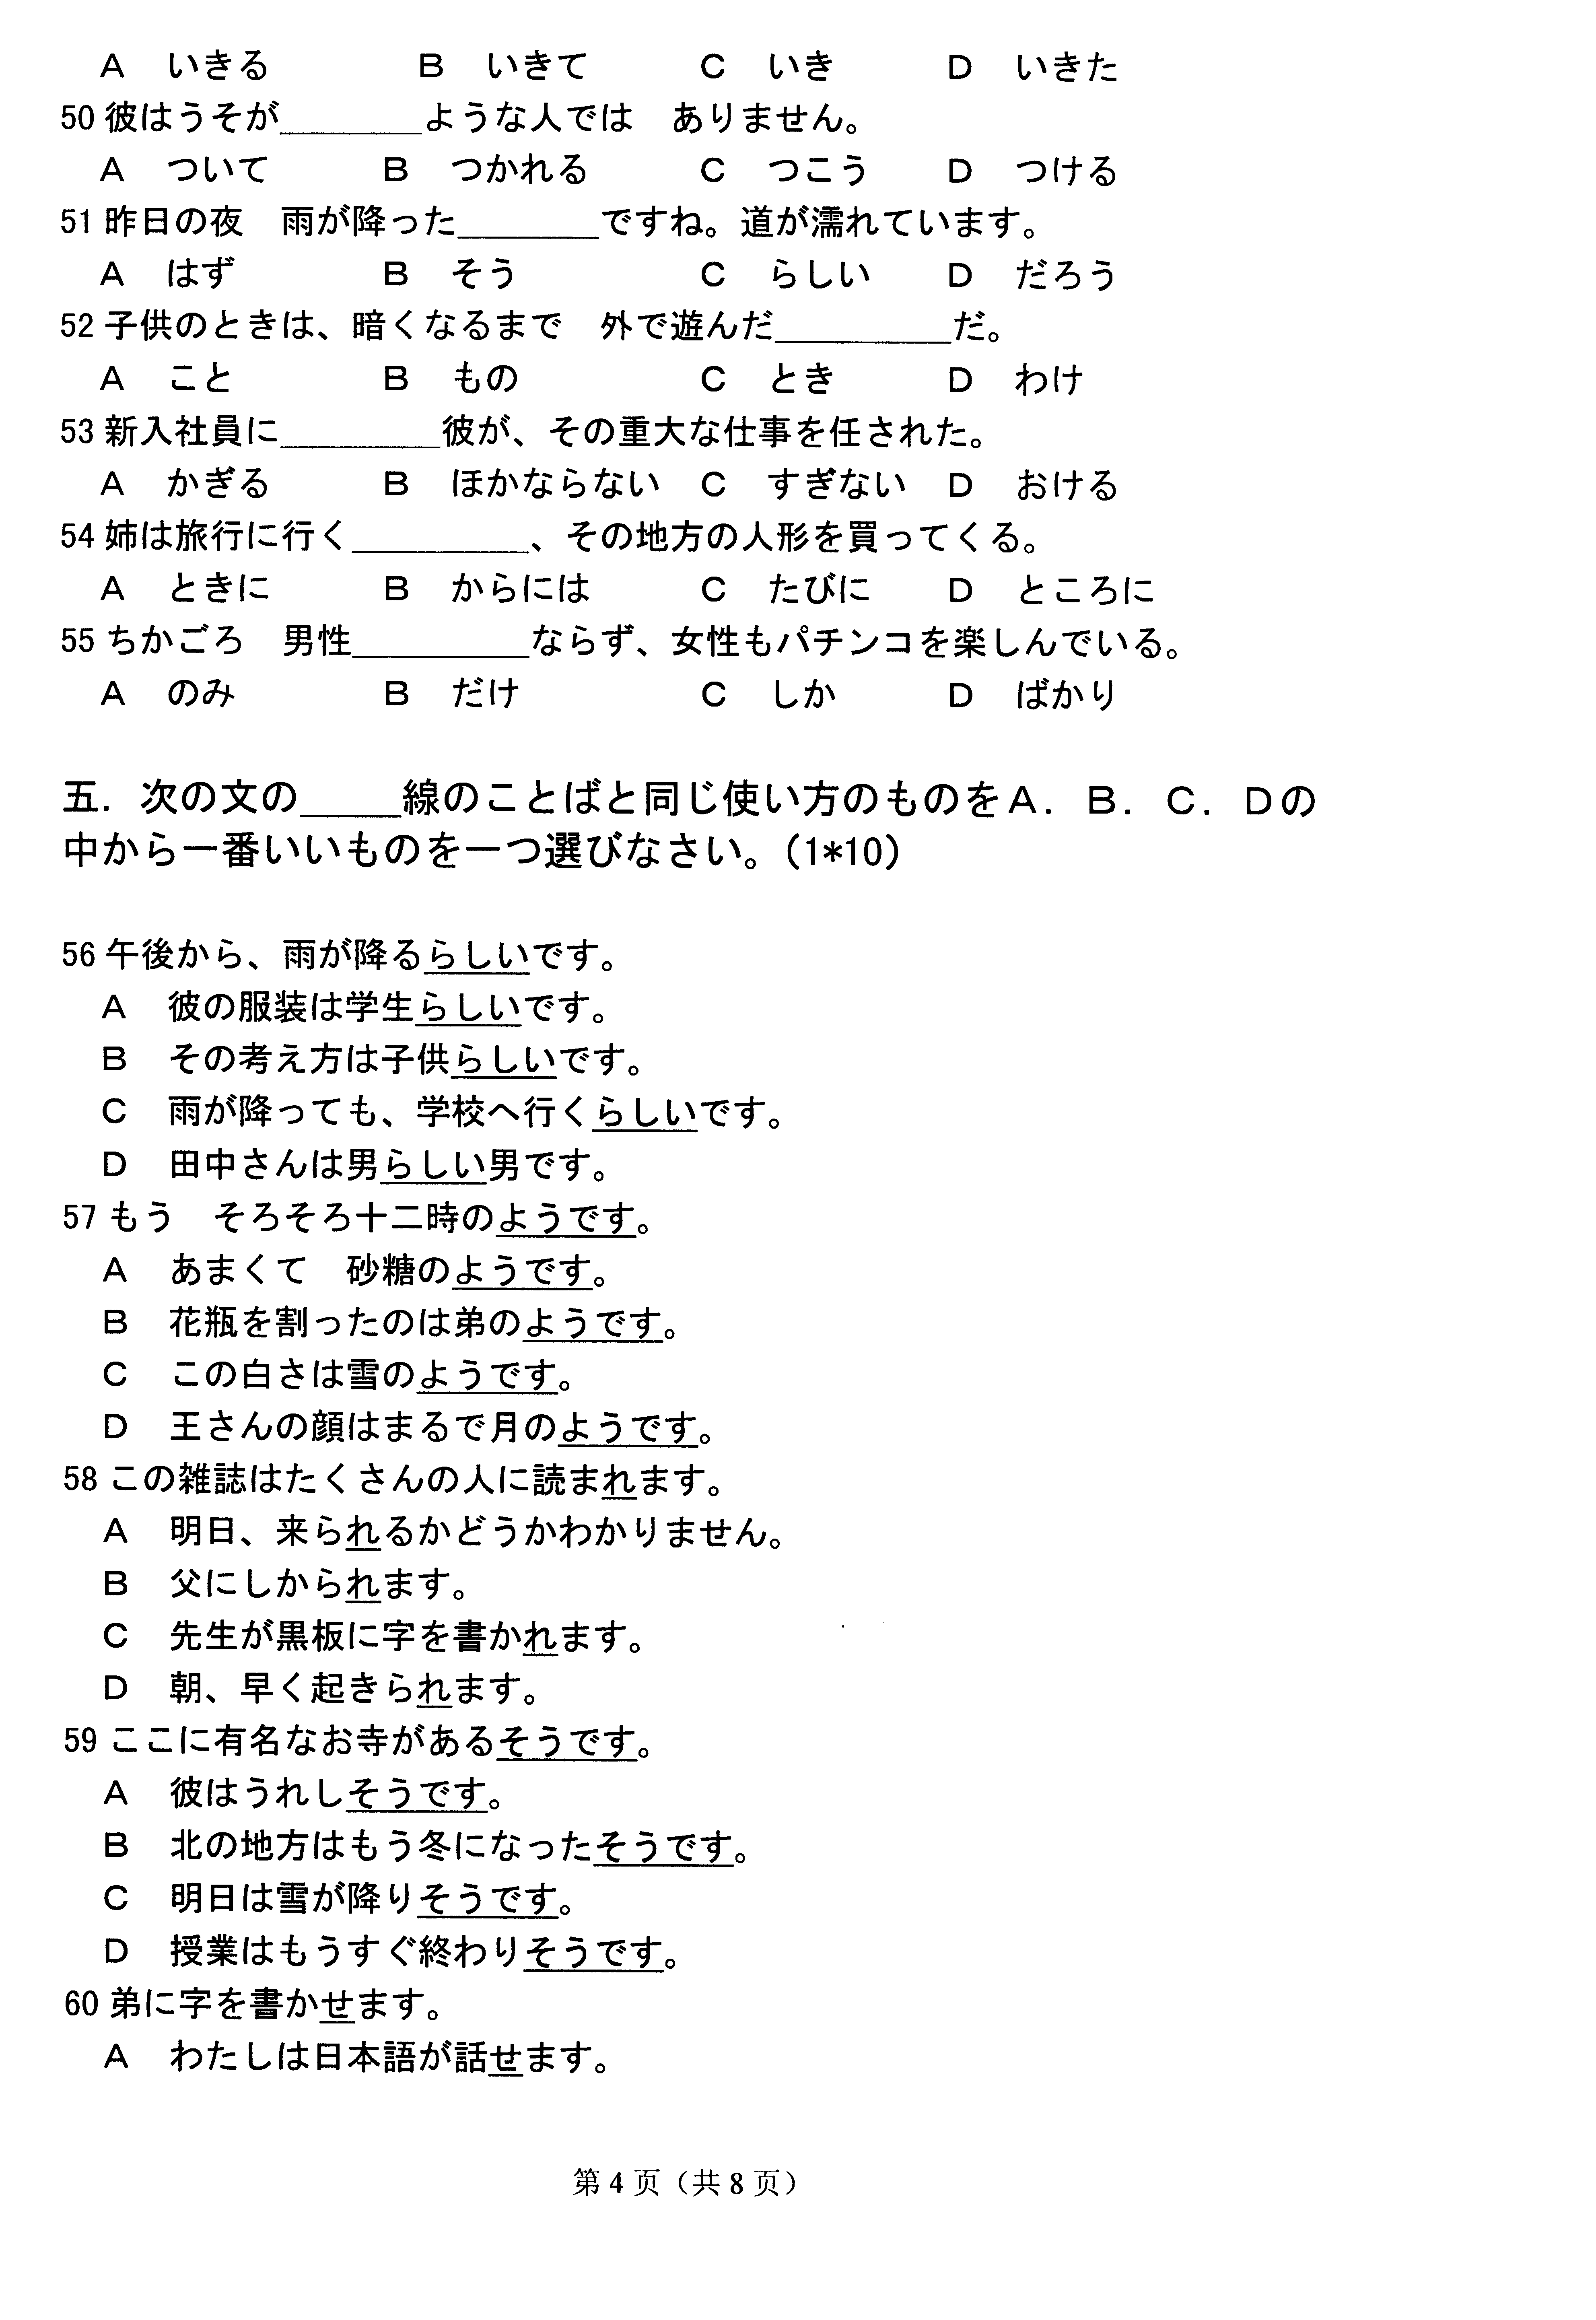 A いきる B いきて C いき D いきた
50 彼はうそが________ような人では ありません。
A ついて B つかれる C つこう D つける
51 昨日の夜 雨が降った________ですね。道が濡れています。
A はず B そう C らしい D だろう
52 子供のときは、暗くなるまで 外で遊んだ__________だ。
A こと B もの C とき D わけ
53 新入社員に_________彼が、その重大な仕事を任された。
A かぎる B ほかならない C すぎない D おける
54 姉は旅行に行く__________、その地方の人形を買ってくる。
A ときに B からには C たびに D ところに
55 ちかごろ 男性__________ならず、女性もパチンコを楽しんでいる。
A のみ B だけ C しか D ばかり
五. 次の文の_____線のことばと同じ使い方のものをA. B. C. Dの
中から一番いいものを一つ選びなさい。(1*10)
56 午後から、雨が降るらしいです。
A 彼の服装は学生らしいです。
B その考え方は子供らしいです。
C 雨が降っても、学校へ行くらしいです。
D 田中さんは男らしい男です。
57 もう そろそろ十二時のようです。
A あまくて 砂糖のようです。
B 花瓶を割ったのは弟のようです。
C この白さは雪のようです。
D 王さんの顔はまるで月のようです。
58 この雑誌はたくさんの人に読まれます。
A 明日、来られるかどうかわかりません。
B 父にしかられます。
C 先生が黒板に字を書かれます。
D 朝、早く起きられます。
59 ここに有名なお寺があるそうです。
A 彼はうれしそうです。
B 北の地方はもう冬になったそうです。
C 明日は雪が降りそうです。
D 授業はもうすぐ終わりそうです。
60 弟に字を書かせます。
A わたしは日本語が話せます。
第 4 页（共 8 页）